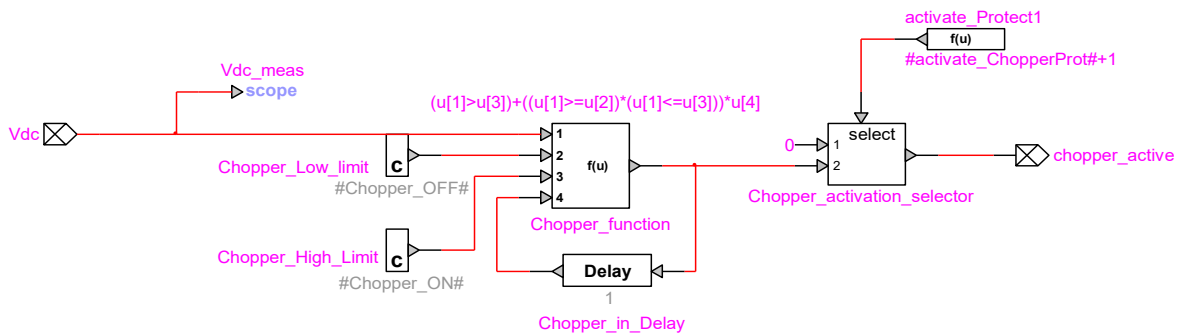 activate_Protect1
f(u)
#activate_ChopperProt#+1
Vdc_meas
scope
(u[1]>u[3])+((u[1]>=u[2])*(u[1]<=u[3]))*u[4]
Vdc
1
2
3
4
f(u)
select
0
1
2
chopper_active
c
Chopper_Low_limit
#Chopper_OFF#
Chopper_activation_selector
Chopper_function
c
Chopper_High_Limit
#Chopper_ON#
Delay
1
Chopper_in_Delay